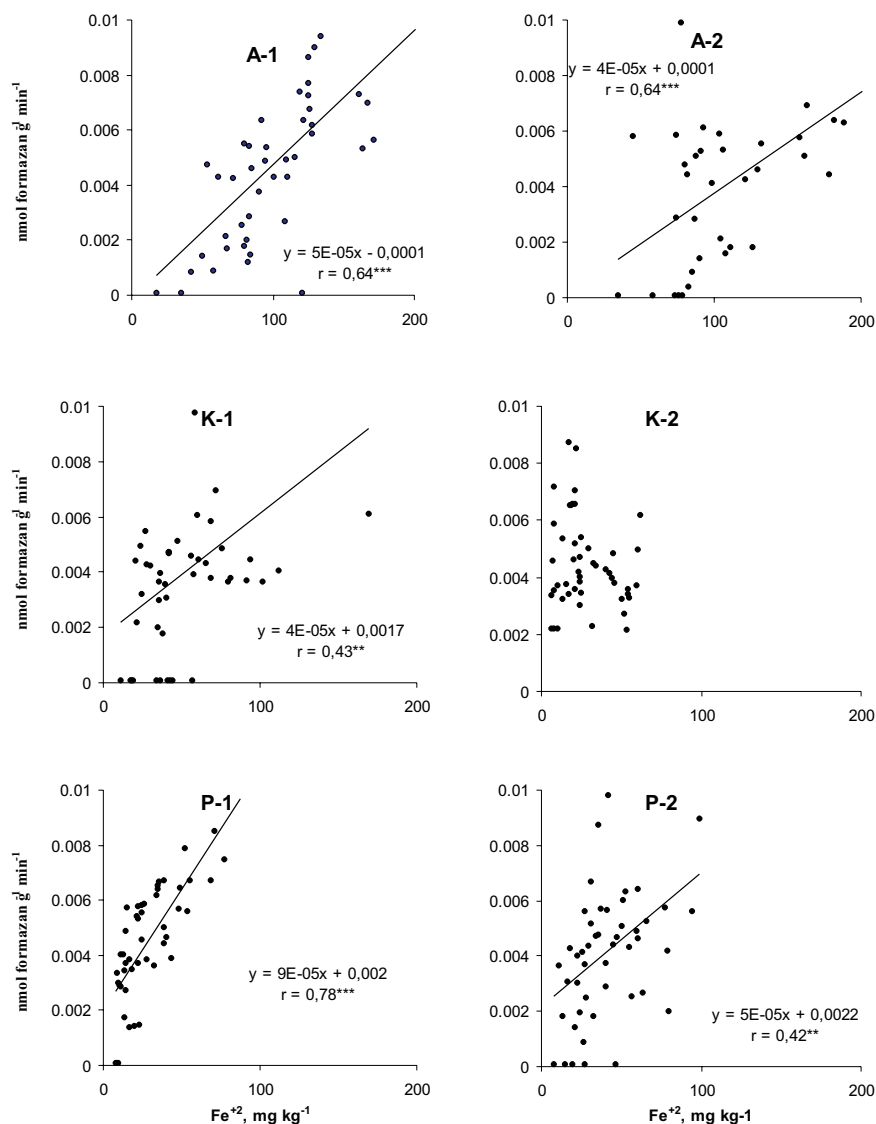 A-1
0.01
0.008
0.006
0.004
0.002
0
0
100
200
y = 5E-05x - 0,0001
r = 0,64***
nmol formazan g¹ min⁻¹
A-2
0.01
0.008
0.006
0.004
0.002
0
0
100
200
y = 4E-05x + 0,0001
r = 0,64***
K-1
0.01
0.008
0.006
0.004
0.002
0
0
100
200
y = 4E-05x + 0,0017
r = 0,43**
nmol formazan g¹ min⁻¹
K-2
0.01
0.008
0.006
0.004
0.002
0
0
100
200
P-1
0.01
0.008
0.006
0.004
0.002
0
0
100
200
y = 9E-05x + 0,002
r = 0,78***
nmol formazan g¹ min⁻¹
Fe⁺², mg kg⁻¹
P-2
0.01
0.008
0.006
0.004
0.002
0
0
100
200
y = 5E-05x + 0,0022
r = 0,42**
Fe⁺², mg kg-1